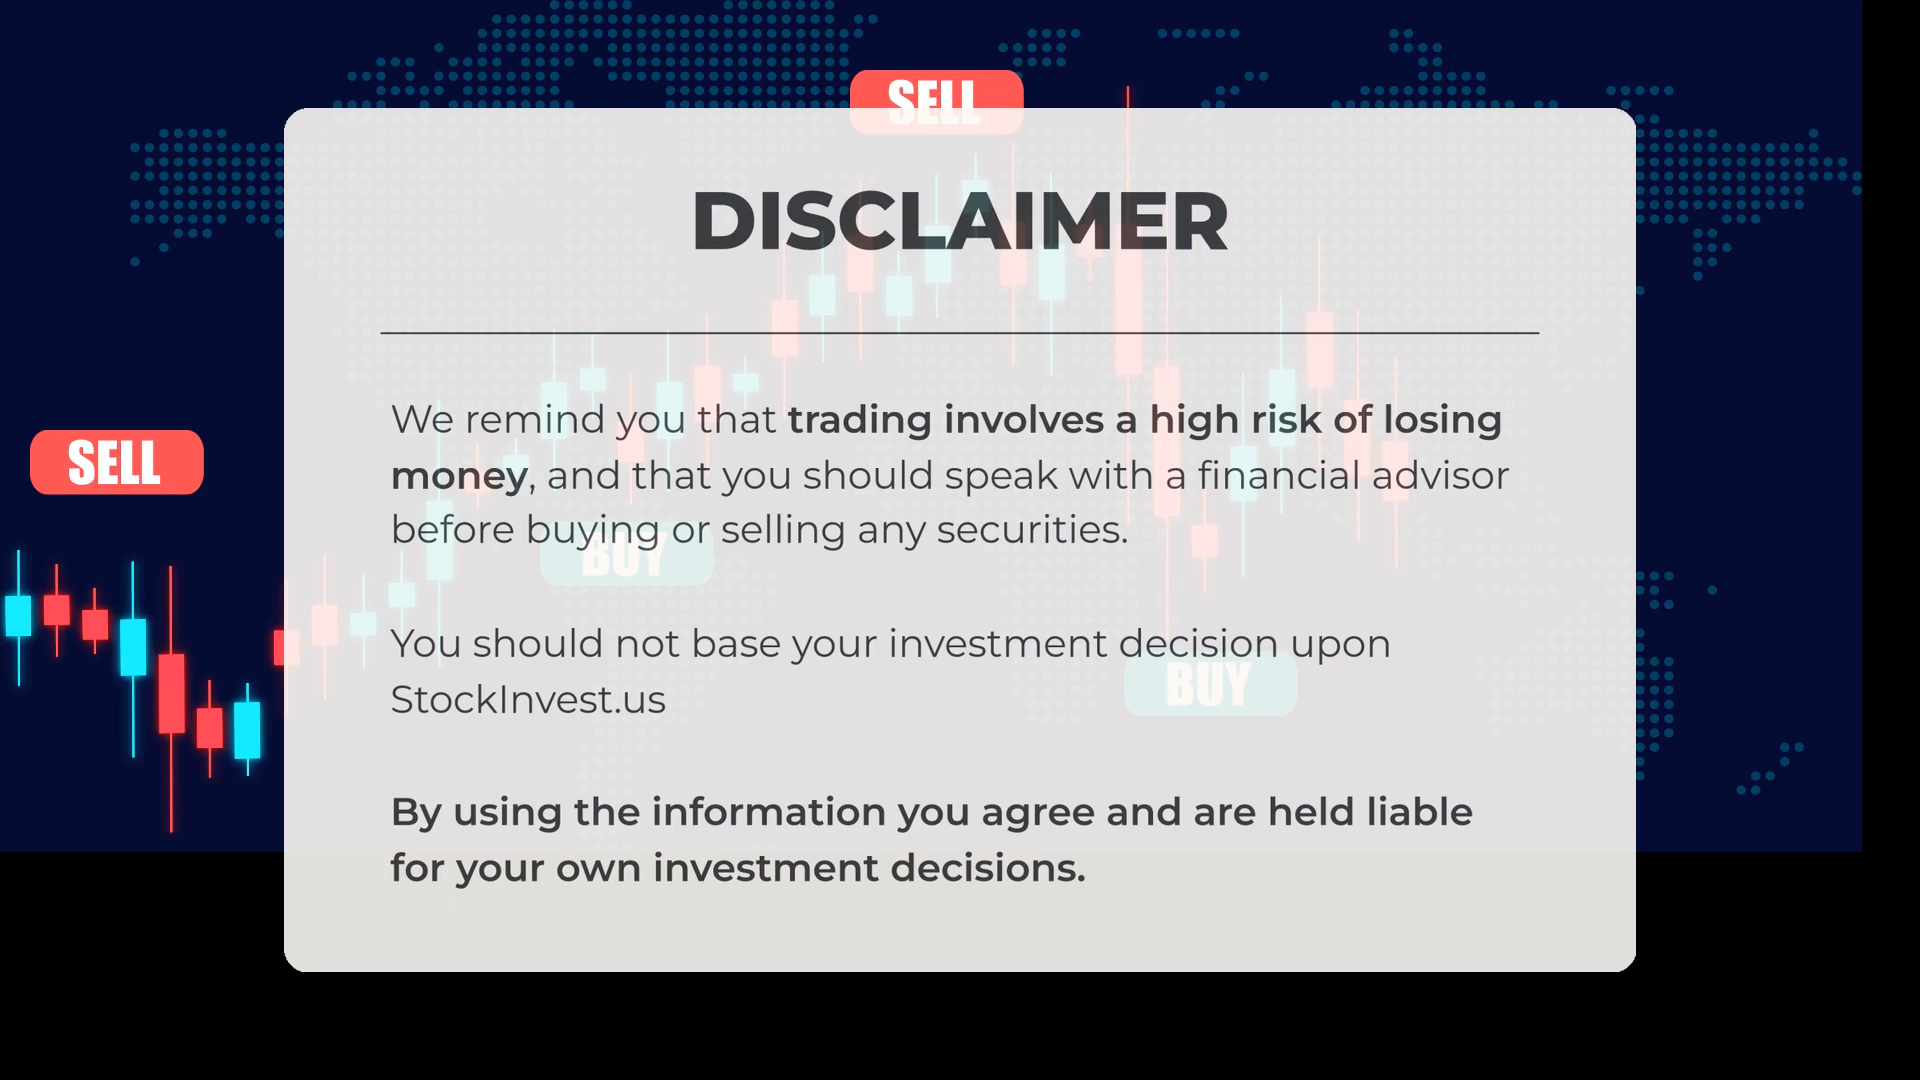 SELL
DISCLAIMER
We remind you that trading involves a high risk of losing
money, and that you should speak with a financial advisor
before buying or selling any securities.
SELL
BUY
You should not base your investment decision upon
StockInvest.us
BUY
By using the information you agree and are held liable
for your own investment decisions.